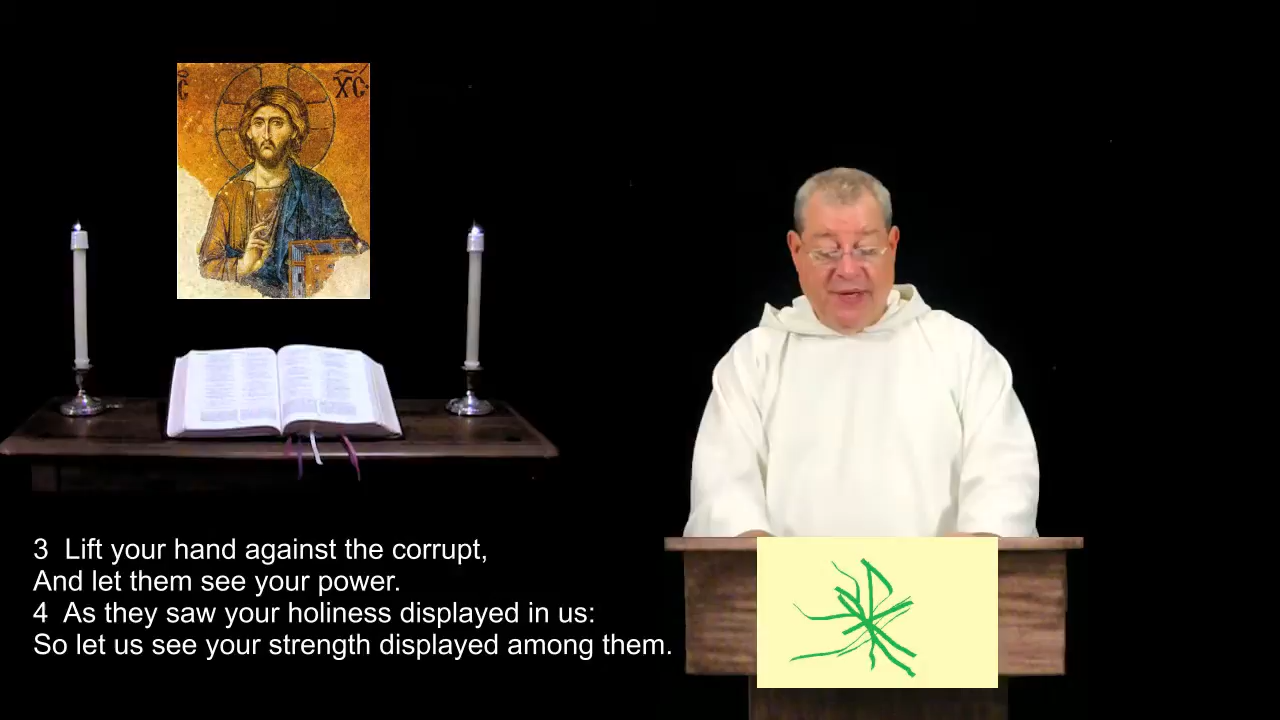 C
XC
3 Lift your hand against the corrupt,
And let them see your power.
4 As they saw your holiness displayed in us:
So let us see your strength displayed among them.